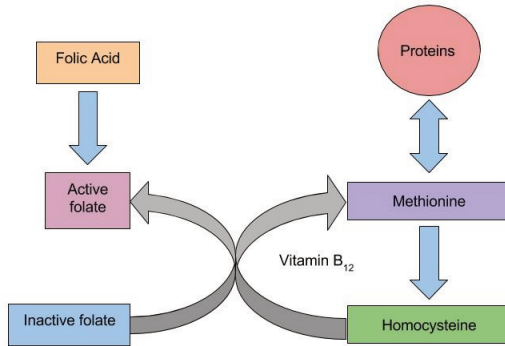 Folic Acid
Proteins
Active
folate
Methionine
Vitamin B₁₂
Inactive folate
Homocysteine